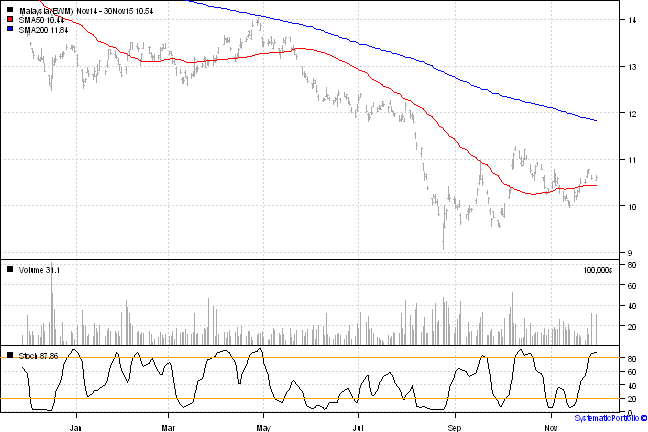 Malaysia(EWM) Nov14 - 30Nov15 10.54
SMA50 10.44
SMA200 11.84
14
13
12
11
10
9
Volume 31.1
100,000s
80
60
40
20
Stoch 87.86
80
60
40
20
0
Jan Mar May Jul Sep Nov
SystematicPortfolio ©